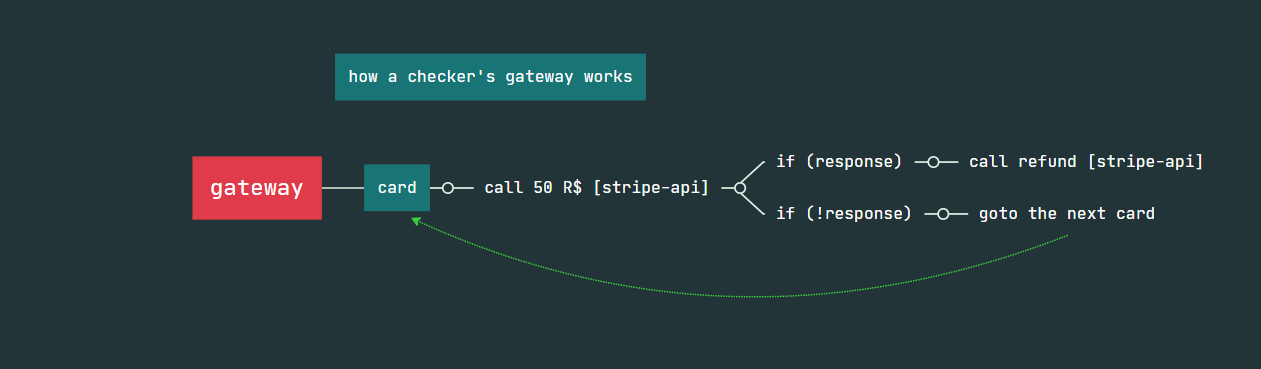 how a checker's gateway works
gateway
card
call 50 R$ [stripe-api]
if (response)
call refund [stripe-api]
if (!response)
goto the next card